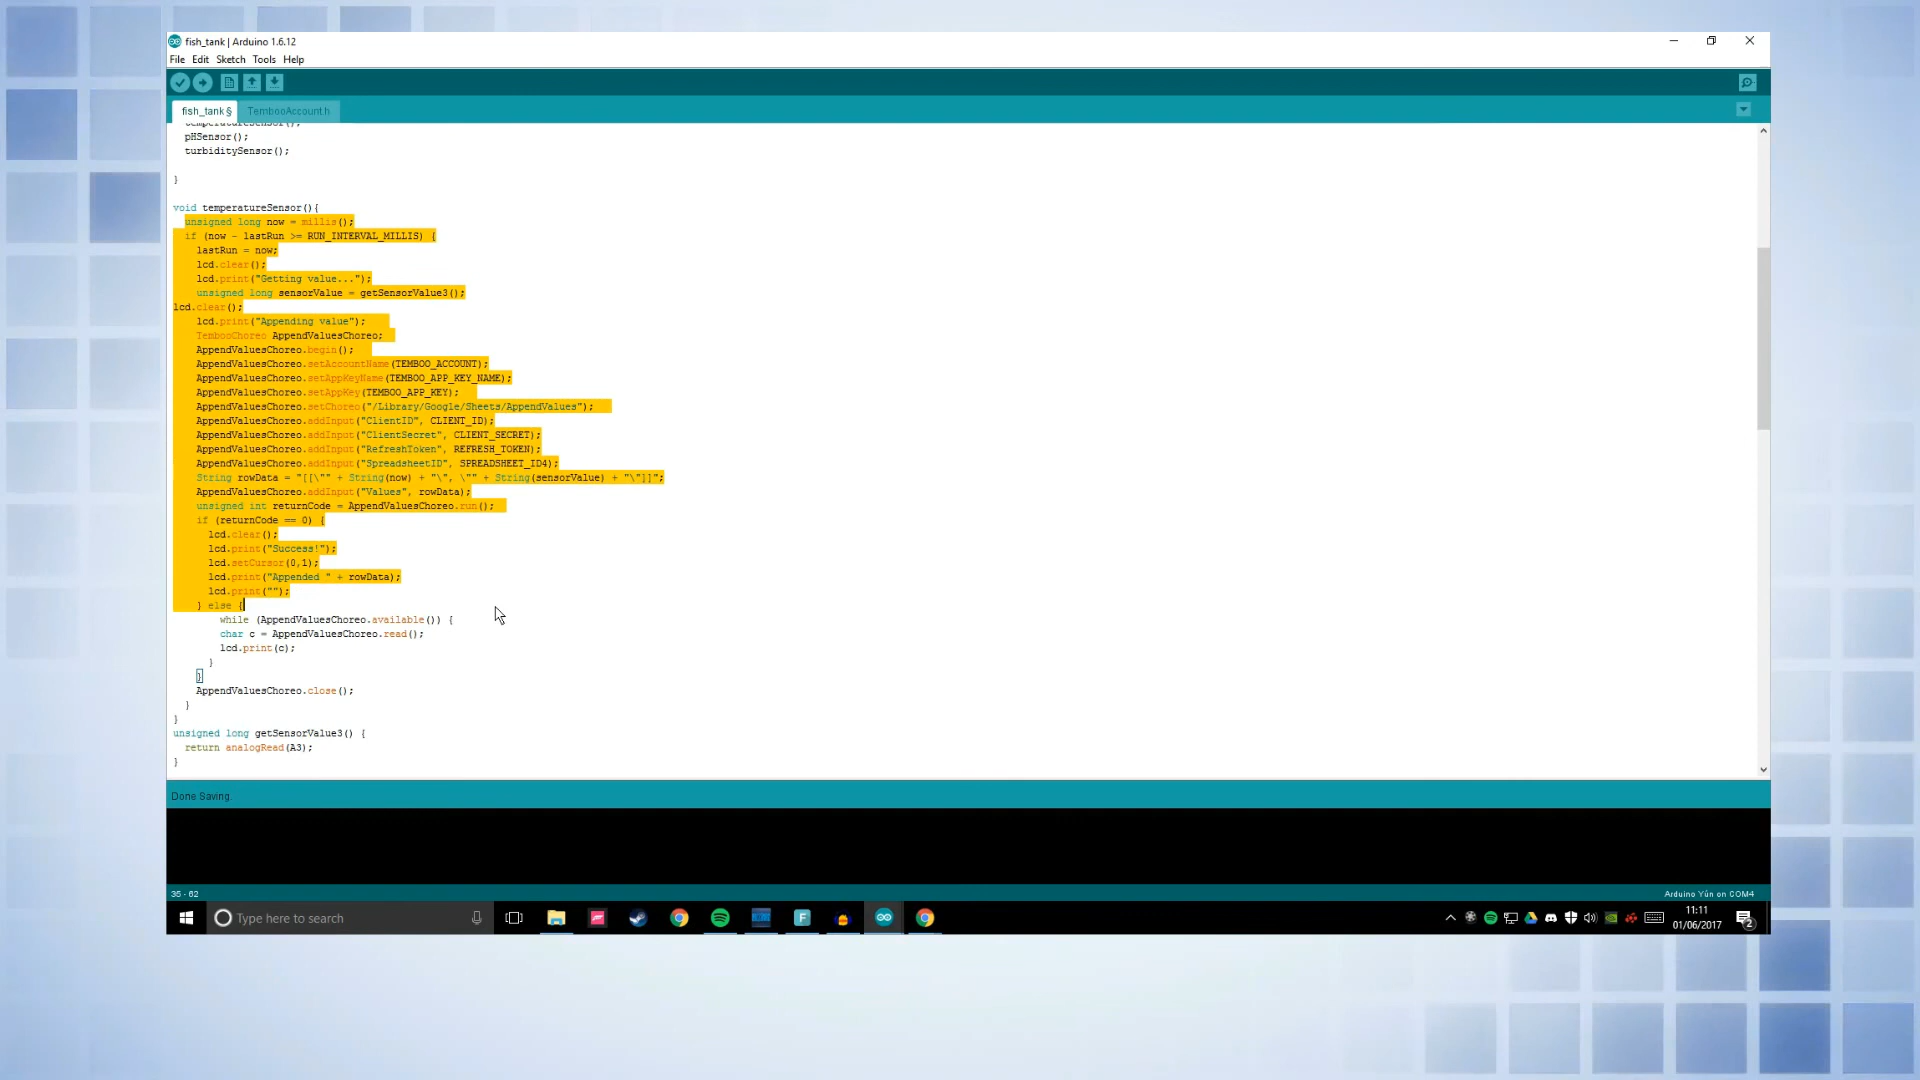 fish_tank | Arduino 1.6.12
File Edit Sketch Tools Help
fish_tank § TembooAccount.h
temperatureSensor();
pHSensor();
turbiditySensor();
}
void temperatureSensor(){
unsigned long now = millis();
if (now - lastRun >= RUN_INTERVAL_MILLIS) {
lastRun = now;
lcd.clear();
lcd.print("Getting value...");
unsigned long sensorValue = getSensorValue3();
lcd.clear();
lcd.print("Appending value");
TembooChoreo AppendValuesChoreo;
AppendValuesChoreo.begin();
AppendValuesChoreo.setAccountName(TEMBOO_ACCOUNT);
AppendValuesChoreo.setAppKeyName(TEMBOO_APP_KEY_NAME);
AppendValuesChoreo.setAppKey(TEMBOO_APP_KEY);
AppendValuesChoreo.setChoreo("/Library/Google/Sheets/AppendValues");
AppendValuesChoreo.addInput("ClientID", CLIENT_ID);
AppendValuesChoreo.addInput("ClientSecret", CLIENT_SECRET);
AppendValuesChoreo.addInput("RefreshToken", REFRESH_TOKEN);
AppendValuesChoreo.addInput("SpreadsheetID", SPREADSHEET_ID4);
String rowData = "[[\"" + String(now) + "\", \"" + String(sensorValue) + "\"]]";
AppendValuesChoreo.addInput("Values", rowData);
unsigned int returnCode = AppendValuesChoreo.run();
if (returnCode == 0) {
lcd.clear();
lcd.print("Success!");
lcd.setCursor(0,1);
lcd.print("Appended " + rowData);
lcd.print("");
} else {
while (AppendValuesChoreo.available()) {
char c = AppendValuesChoreo.read();
lcd.print(c);
}
}
AppendValuesChoreo.close();
}
}
unsigned long getSensorValue3() {
return analogRead(A3);
}
Done Saving.
35 - 62
Arduino Yún on COM4
Type here to search
11:11
01/06/2017
2